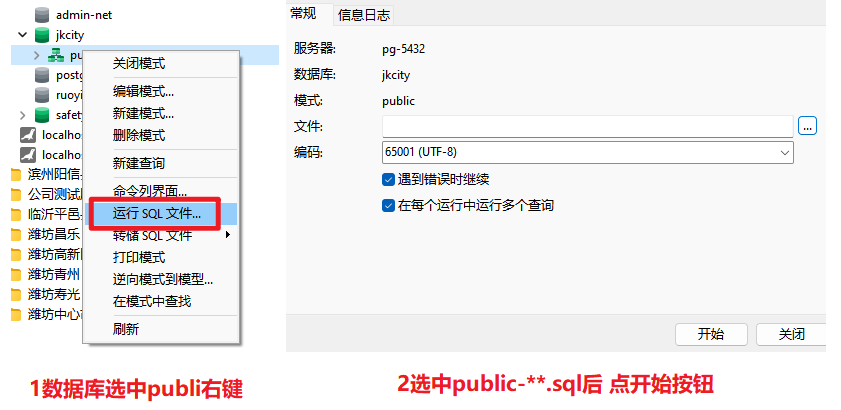 admin-net
jkcity
pu
关闭模式
postg
编辑模式...
ruoyi
新建模式...
safety
删除模式
localhos
新建查询
localhos
滨州阳信
命令列界面...
公司测试
运行 SQL 文件...
临沂平邑
转储 SQL 文件
潍坊昌乐
打印模式
潍坊高新
逆向模式到模型...
潍坊青州
在模式中查找
潍坊寿光
潍坊中心
刷新
1数据库选中publi右键
常规 信息日志
服务器: pg-5432
数据库: jkcity
模式: public
文件: ...
编码: 65001 (UTF-8)
遇到错误时继续
在每个运行中运行多个查询
开始 关闭
2选中public-**.sql后 点开始按钮